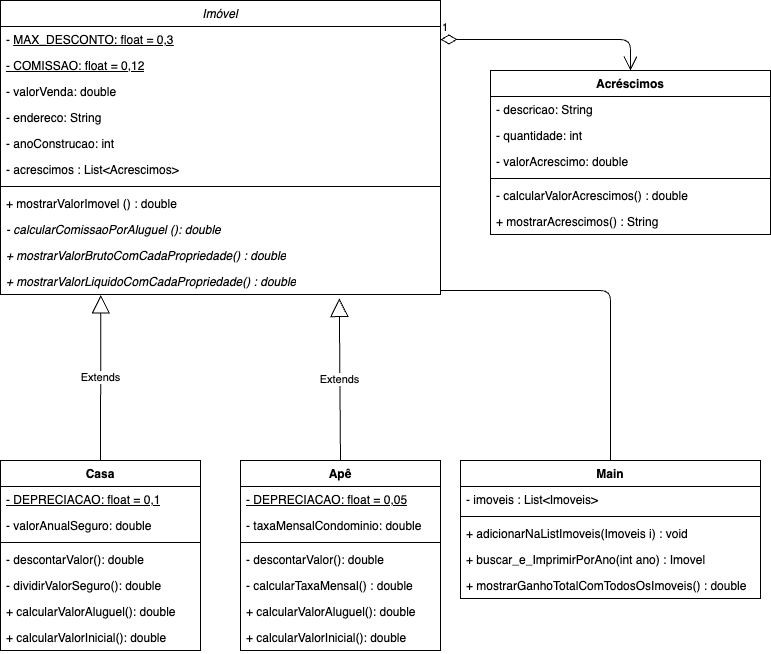 Imóvel
- MAX_DESCONTO: float = 0,3
- COMISSAO: float = 0,12
- valorVenda: double
- endereco: String
- anoConstrucao: int
- acrescimos : List<Acrescimos>
+ mostrarValorImovel () : double
- calcularComissaoPorAluguel (): double
+ mostrarValorBrutoComCadaPropriedade() : double
+ mostrarValorLiquidoComCadaPropriedade() : double
1
Acréscimos
- descricao: String
- quantidade: int
- valorAcrescimo: double
- calcularValorAcrescimos() : double
+ mostrarAcrescimos() : String
Extends
Extends
Casa
- DEPRECIACAO: float = 0,1
- valorAnualSeguro: double
- descontarValor(): double
- dividirValorSeguro(): double
+ calcularValorAluguel(): double
+ calcularValorInicial(): double
Apê
- DEPRECIACAO: float = 0,05
- taxaMensalCondominio: double
- descontarValor(): double
- calcularTaxaMensal() : double
+ calcularValorAluguel(): double
+ calcularValorInicial(): double
Main
- imoveis : List<Imoveis>
+ adicionarNaListImoveis(Imoveis i) : void
+ buscar_e_ImprimirPorAno(int ano) : Imovel
+ mostrarGanhoTotalComTodosOsImoveis() : double